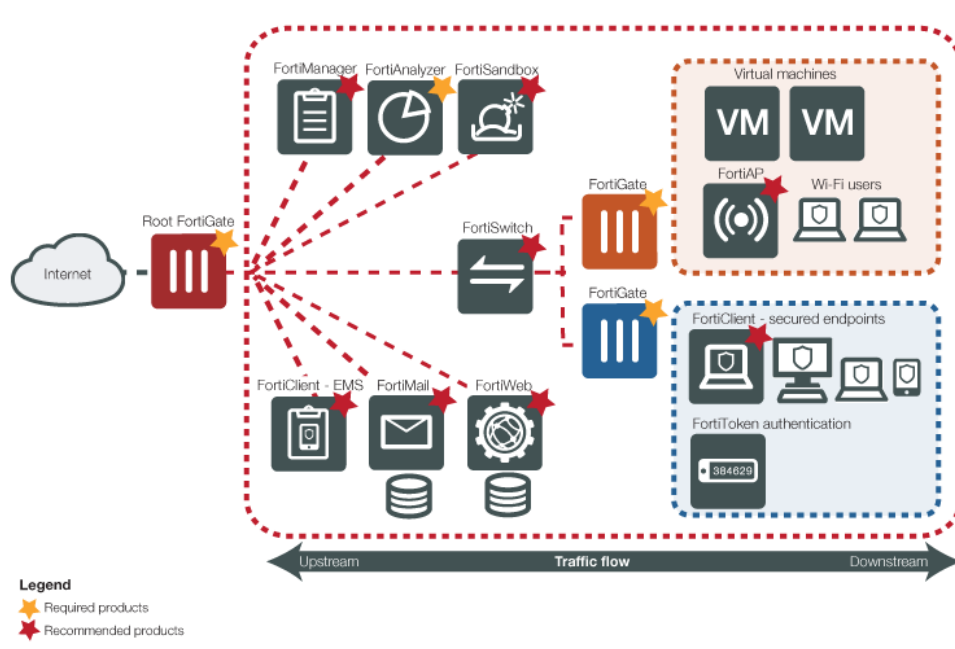 FortiManager
FortiAnalyzer
FortiSandbox
Virtual machines
VM
VM
FortiAP
Wi-Fi users
FortiGate
Root FortiGate
FortiSwitch
Internet
FortiGate
FortiClient - secured endpoints
FortiClient - EMS
FortiMail
FortiWeb
FortiToken authentication
384629
Upstream
Traffic flow
Downstream
Legend
Required products
Recommended products